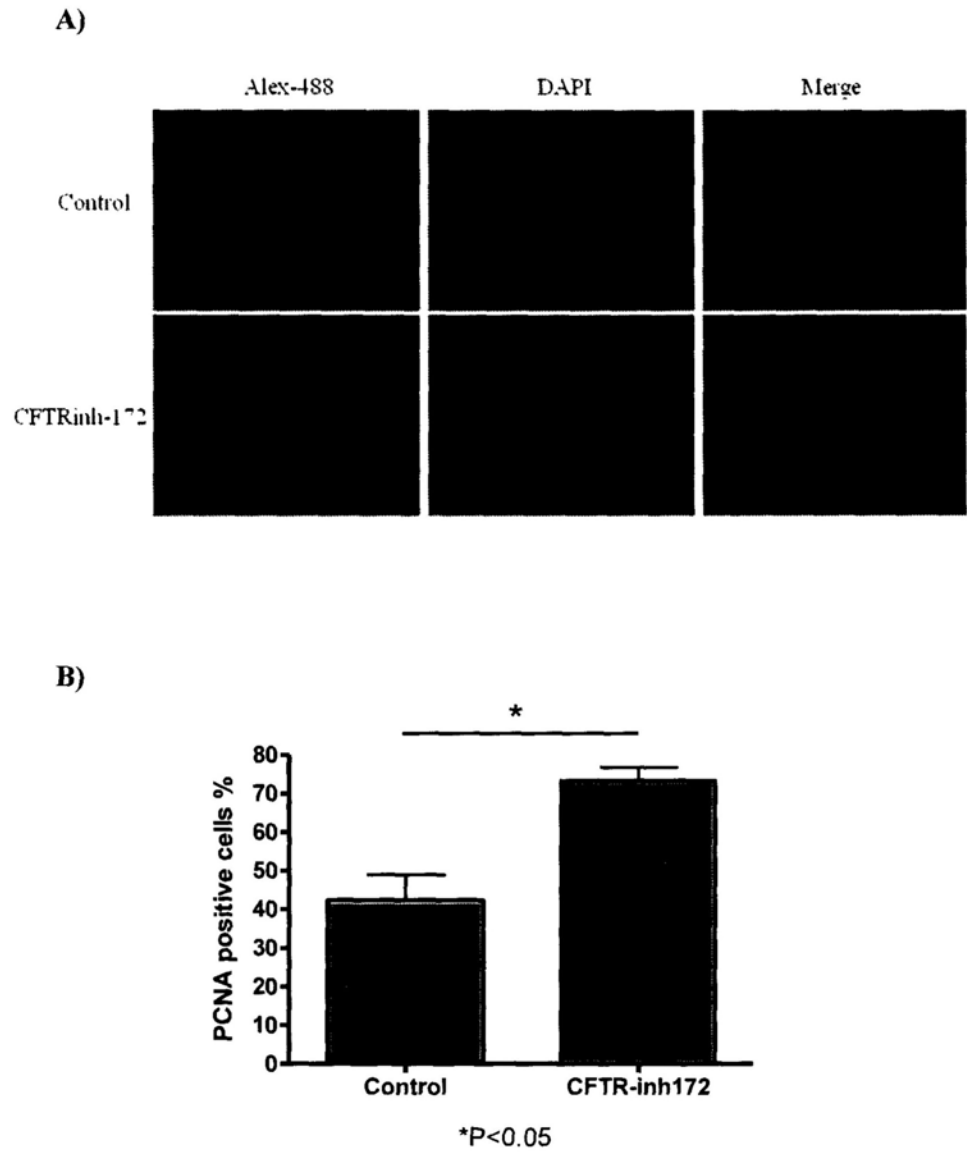 A)
Alex-488 DAPI Merge
Control
CFTRinh-172
B)
*
PCNA positive cells %
80
70
60
50
40
30
20
10
0
Control CFTR-inh172
*P<0.05